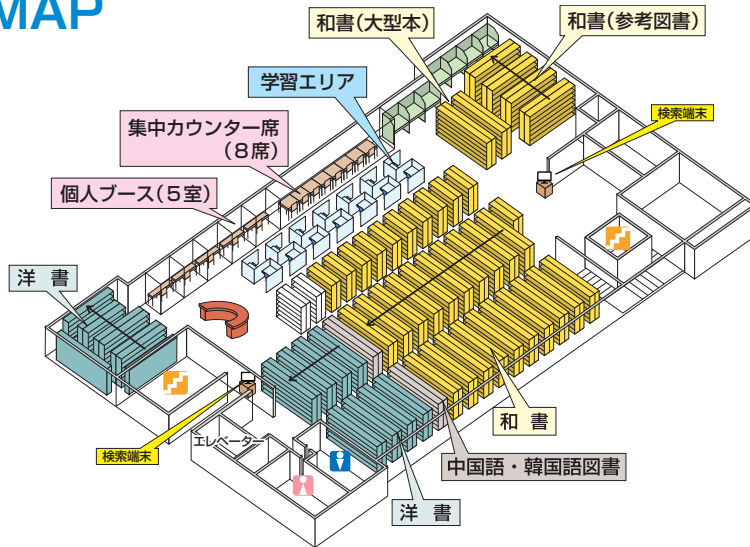 MAP
和書(大型本)
和書(参考図書)
学習エリア
検索端末
集中カウンター席
(8席)
個人ブース(5室)
洋 書
和 書
エレベーター
検索端末
中国語・韓国語図書
洋 書